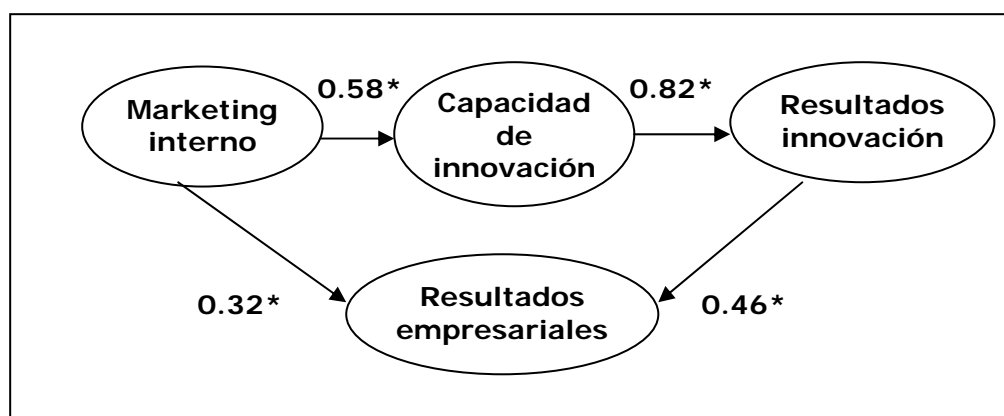 Marketing
interno
0.58*
Capacidad
de
innovación
0.82*
Resultados
innovación
0.32*
Resultados
empresariales
0.46*